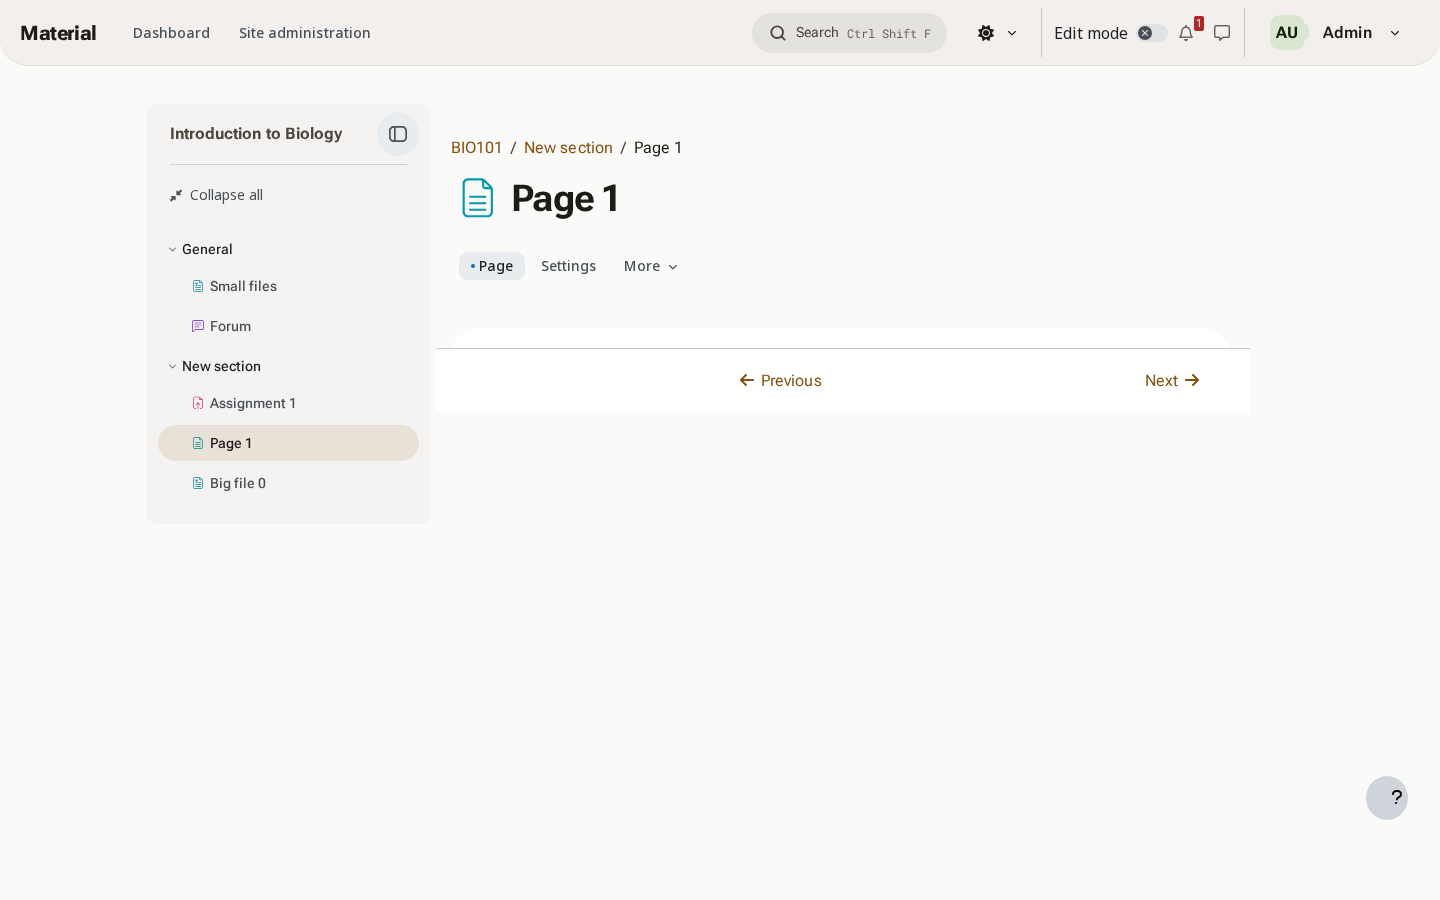 Material
Dashboard
Site administration
Search Ctrl Shift F
Edit mode
1
AU
Admin
Introduction to Biology
Collapse all
General
Small files
Forum
New section
Assignment 1
Page 1
Big file 0
BIO101 / New section / Page 1
Page 1
Page
Settings
More
Previous
Next
?